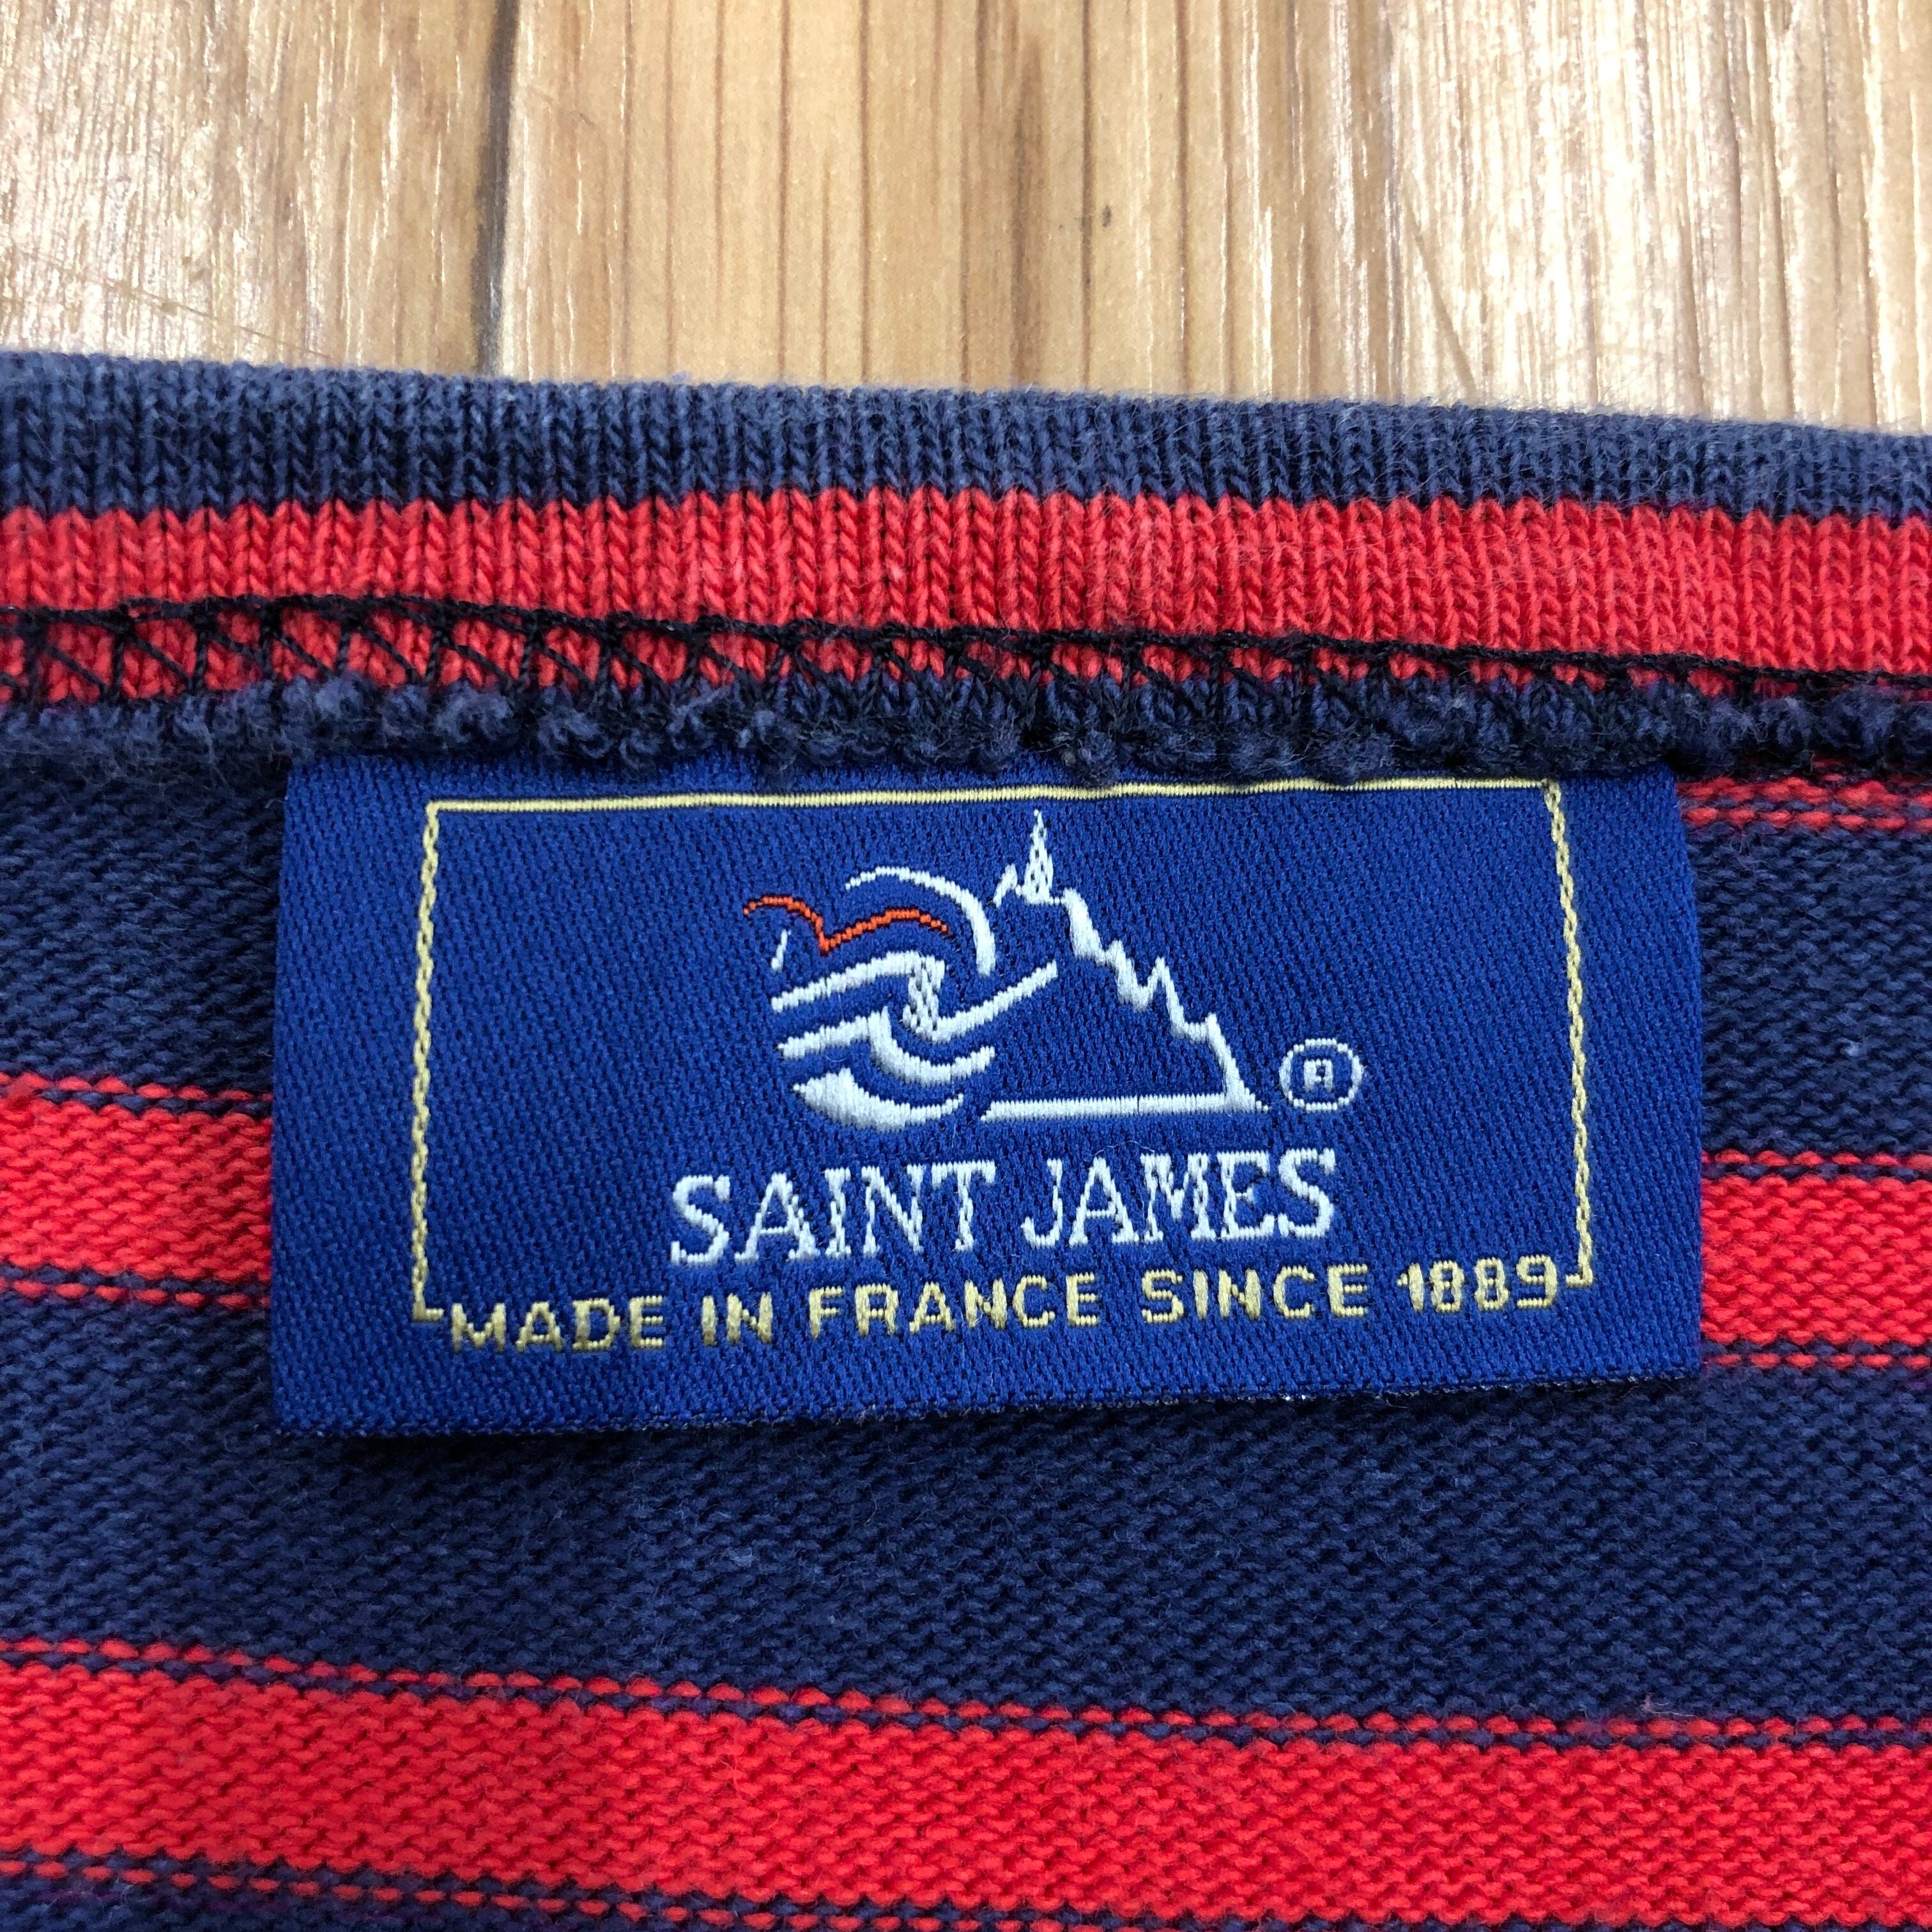 ®
SAINT JAMES
MADE IN FRANCE SINCE 1889